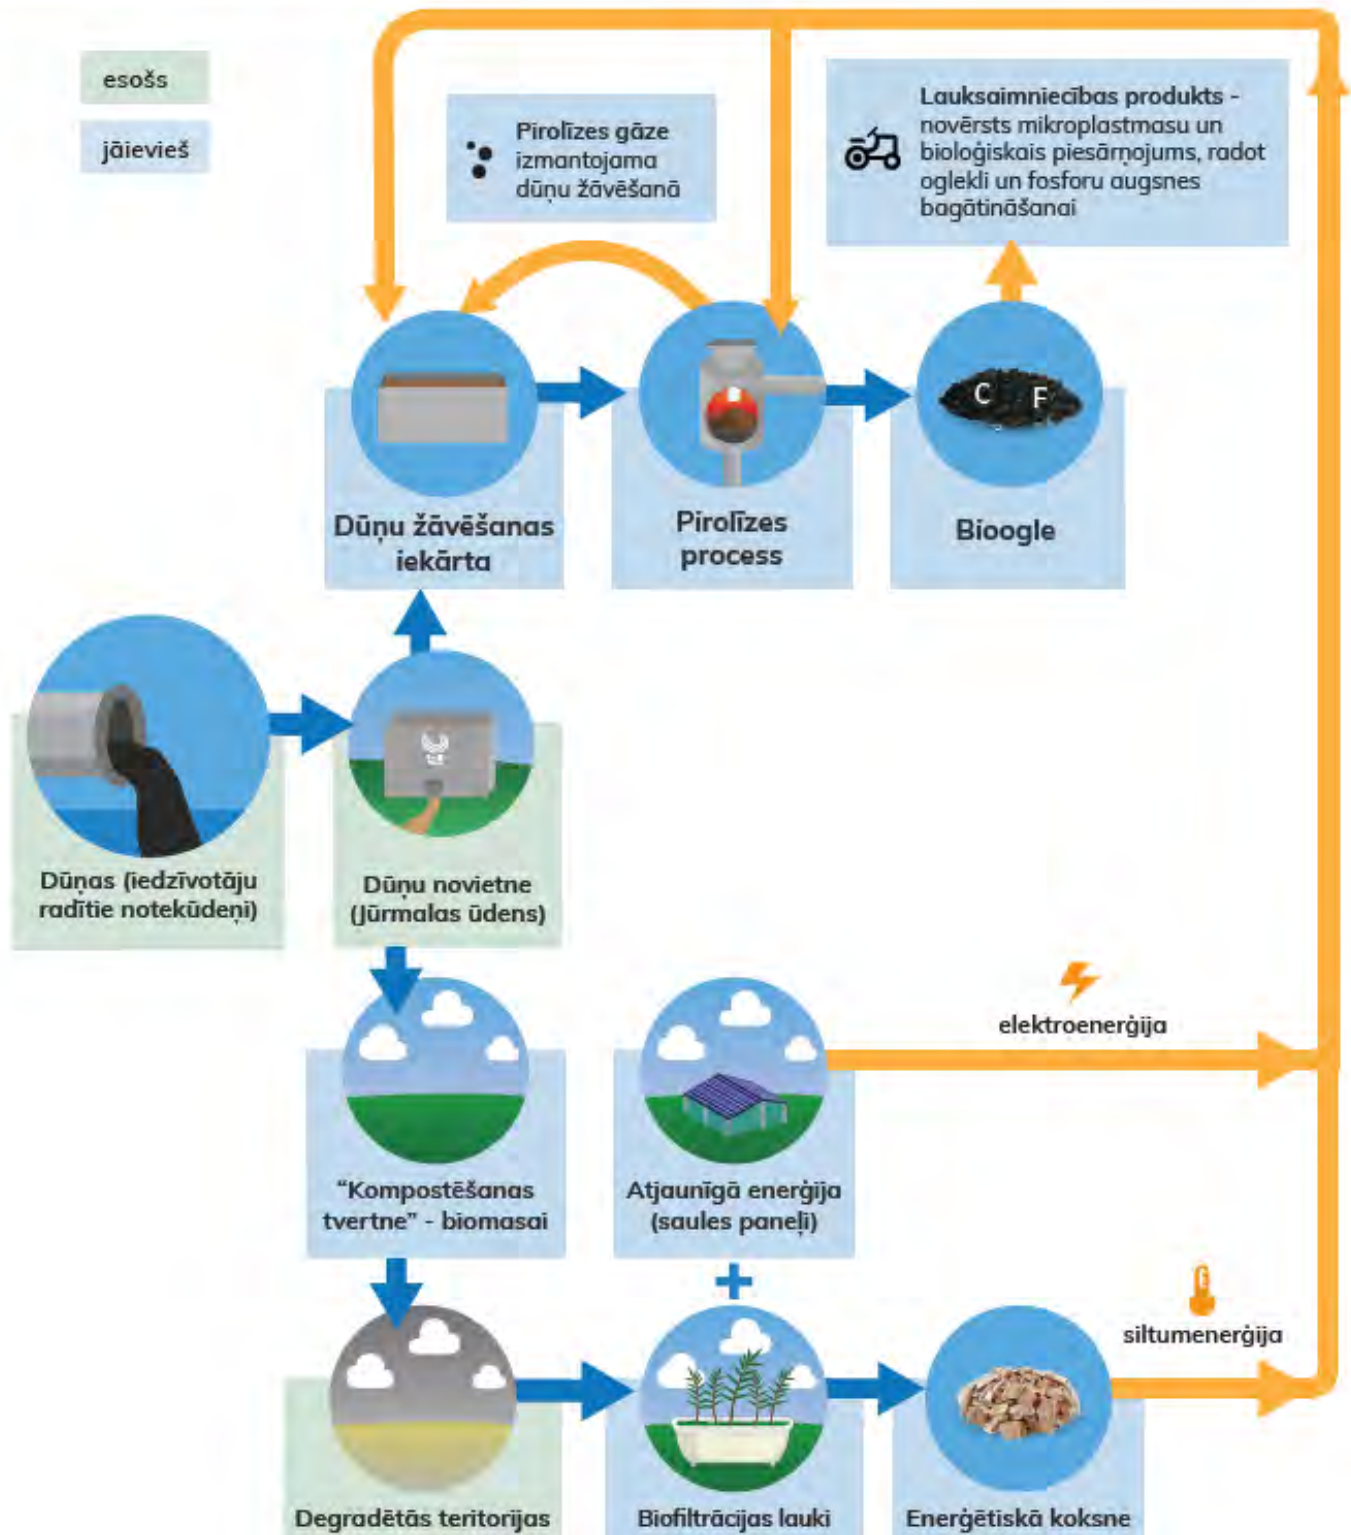 esošs
jāievieš
Pirolīzes gāze
izmantojama
dūņu žāvēšanā
Lauksaimniecības produkts -
novērsts mikroplastmasu un
bioloģiskais piesārņojums, radot
oglekli un fosforu augsnes
bagātināšanai
C F
Dūņu žāvēšanas
iekārta
Pirolīzes
process
Bioogle
Dūņas (iedzīvotāju
radītie notekūdeņi)
Dūņu novietne
(Jūrmalas ūdens)
elektroenerģija
"Kompostēšanas
tvertne" - biomasai
Atjaunīgā enerģija
(saules paneļi)
+
siltumenerģija
Degradētās teritorijas
Biofiltrācijas lauki
Enerģētiskā koksne